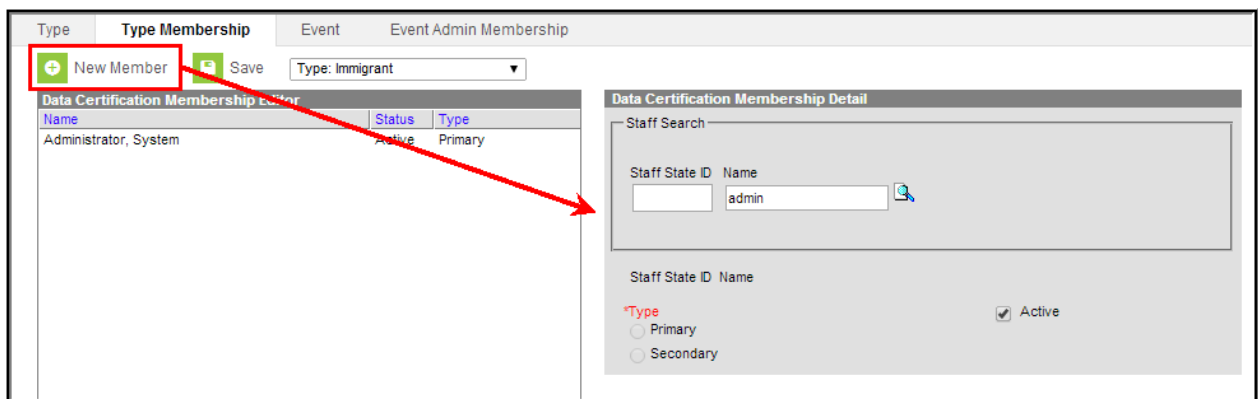 Type Type Membership Event Event Admin Membership
New Member Save Type: Immigrant
Data Certification Membership Editor
Name Status Type
Administrator, System Active Primary
Data Certification Membership Detail
Staff Search
Staff State ID Name
admin
Staff State ID Name
*Type Active
Primary
Secondary